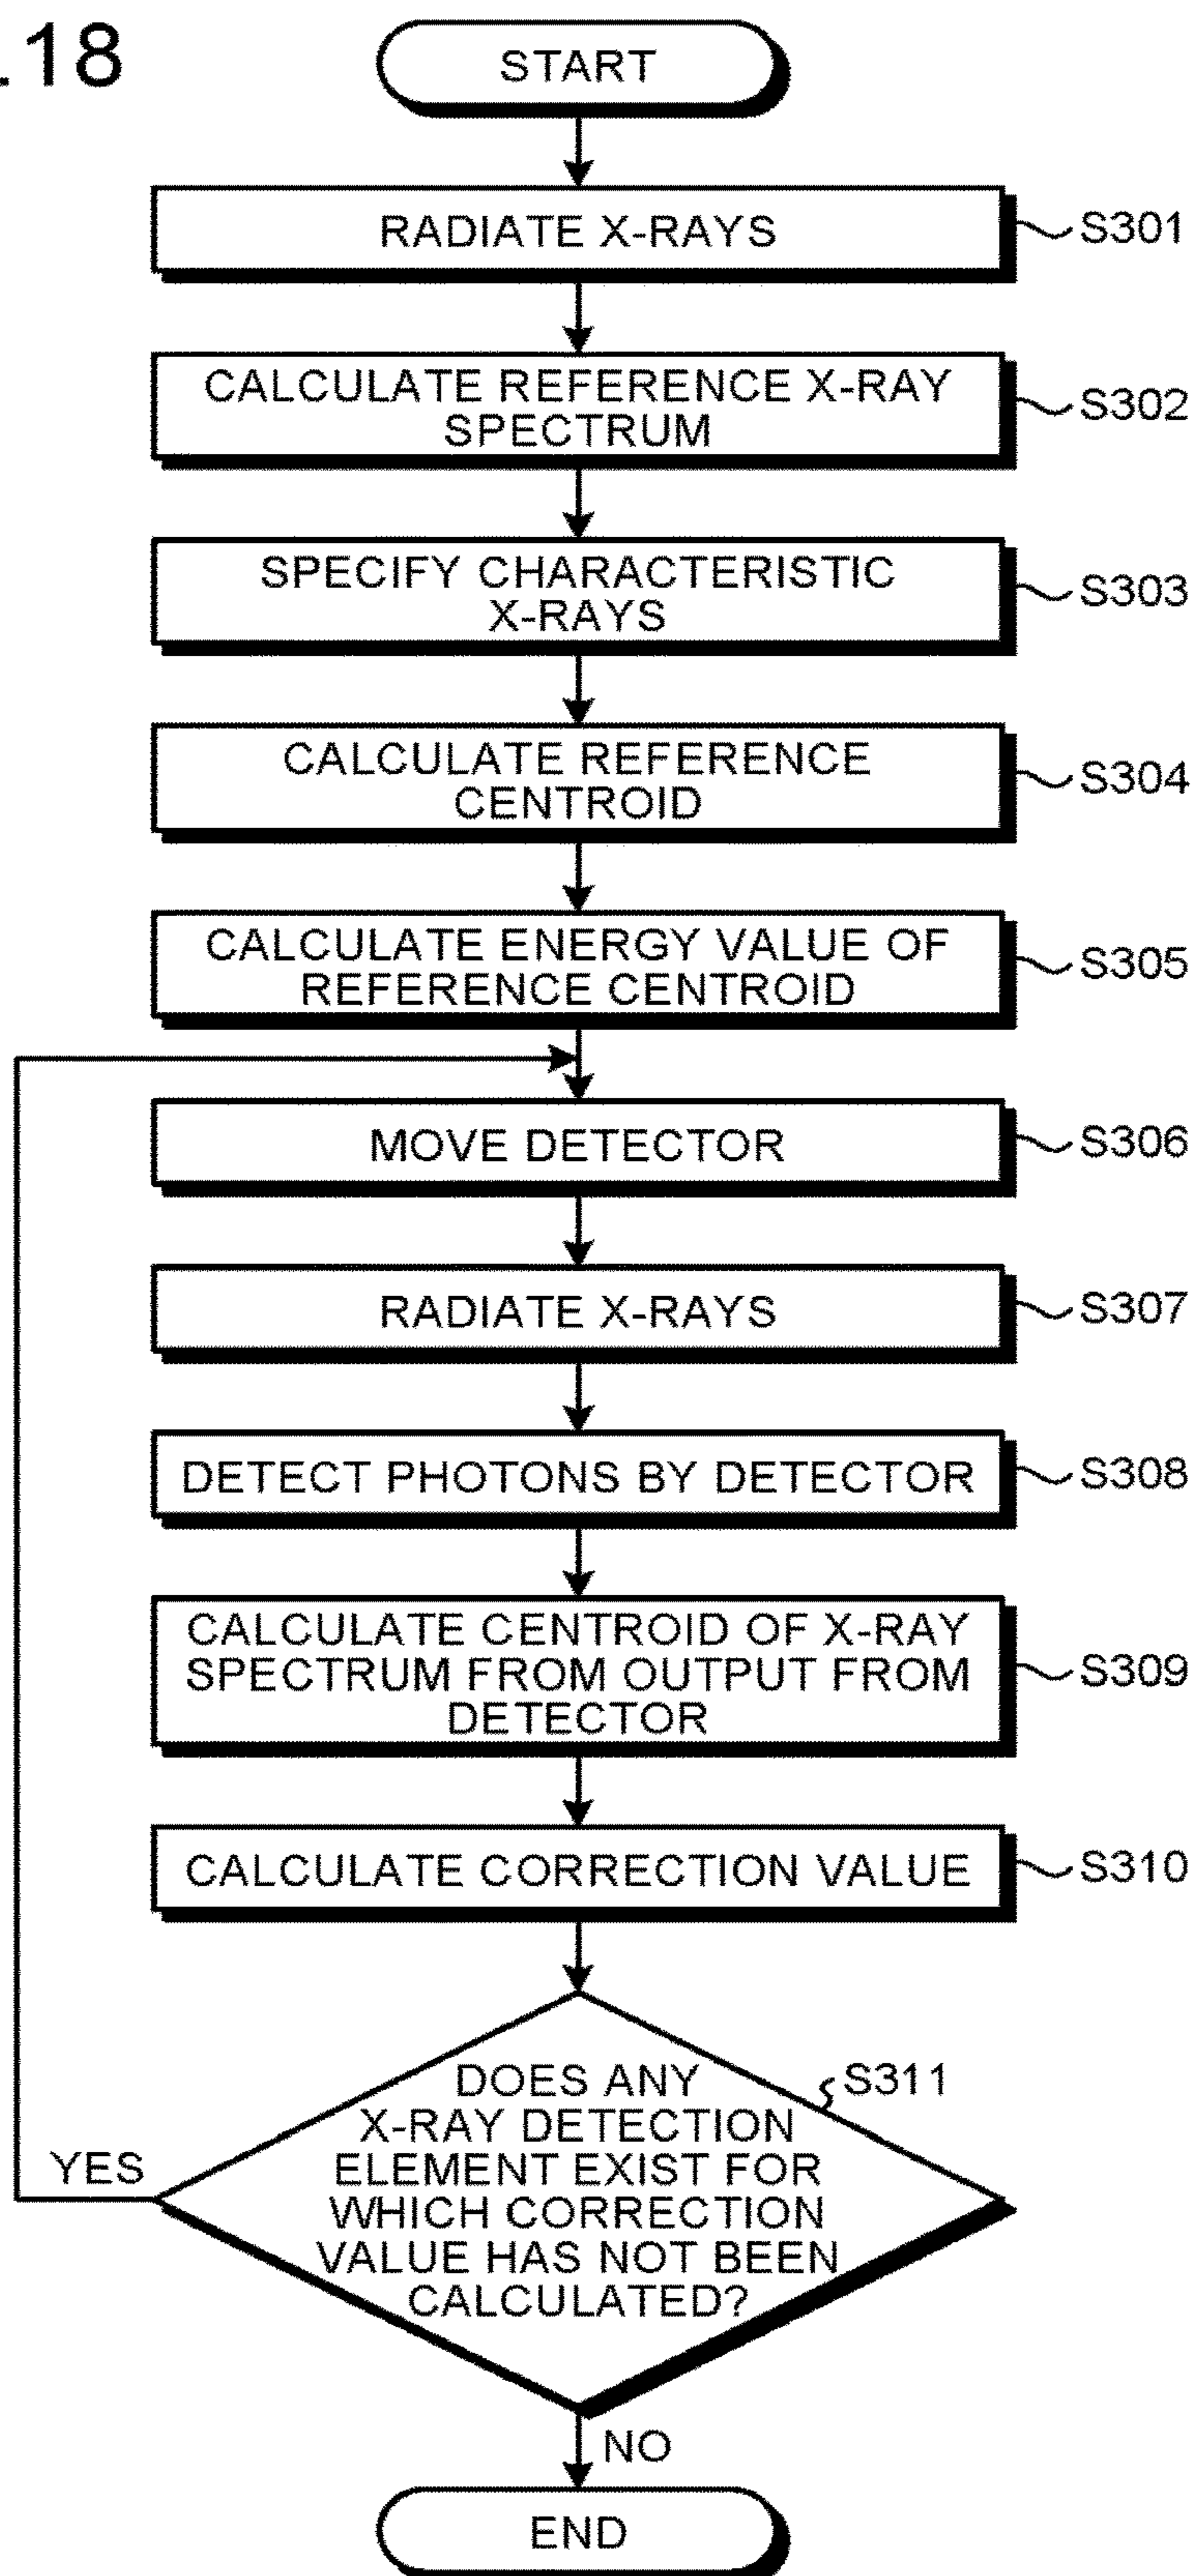 .18
START
RADIATE X-RAYS
S301
CALCULATE REFERENCE X-RAY
SPECTRUM
S302
SPECIFY CHARACTERISTIC
X-RAYS
S303
CALCULATE REFERENCE
CENTROID
S304
CALCULATE ENERGY VALUE OF
REFERENCE CENTROID
S305
MOVE DETECTOR
S306
RADIATE X-RAYS
S307
DETECT PHOTONS BY DETECTOR
S308
CALCULATE CENTROID OF X-RAY
SPECTRUM FROM OUTPUT FROM
DETECTOR
S309
CALCULATE CORRECTION VALUE
S310
DOES ANY
X-RAY DETECTION
ELEMENT EXIST FOR
WHICH CORRECTION
VALUE HAS NOT BEEN
CALCULATED?
S311
YES
NO
END